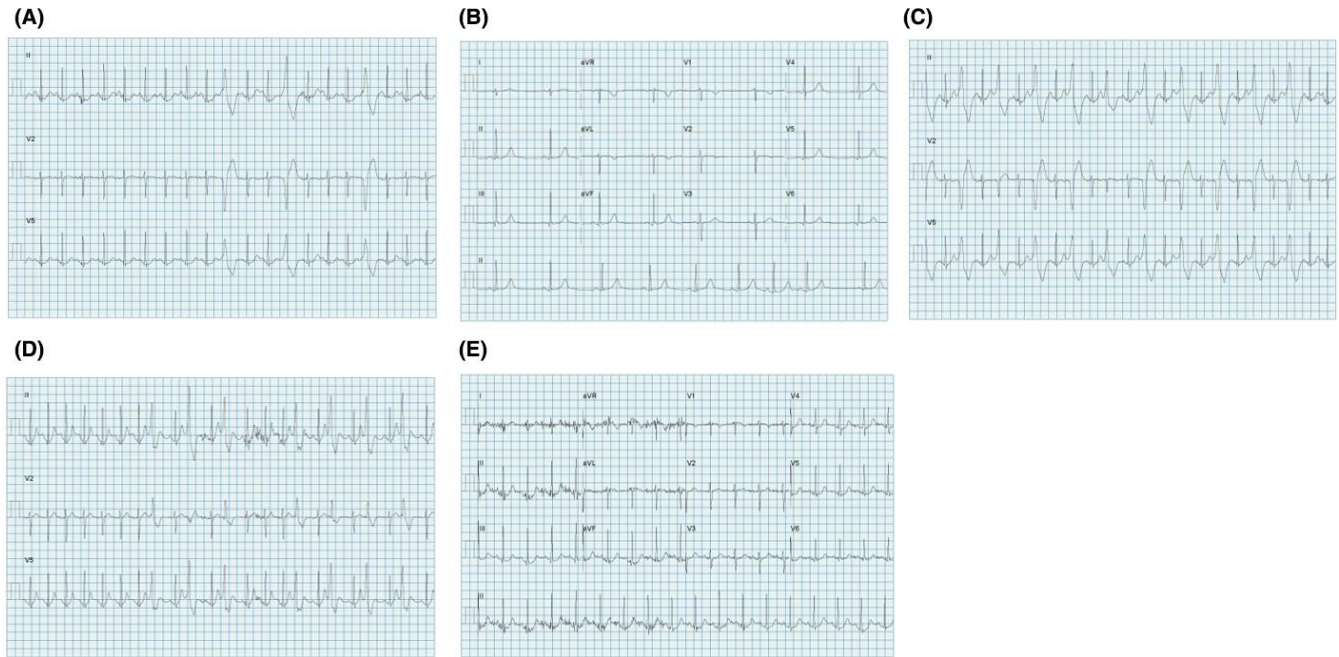 (A)
II
V2
V5
(B)
I aVR V1 V4
II aVL V2 V5
III aVF V3 V6
II
(C)
II
V2
V5
(D)
II
V2
V5
(E)
I aVR V1 V4
II aVL V2 V5
III aVF V3 V6
II